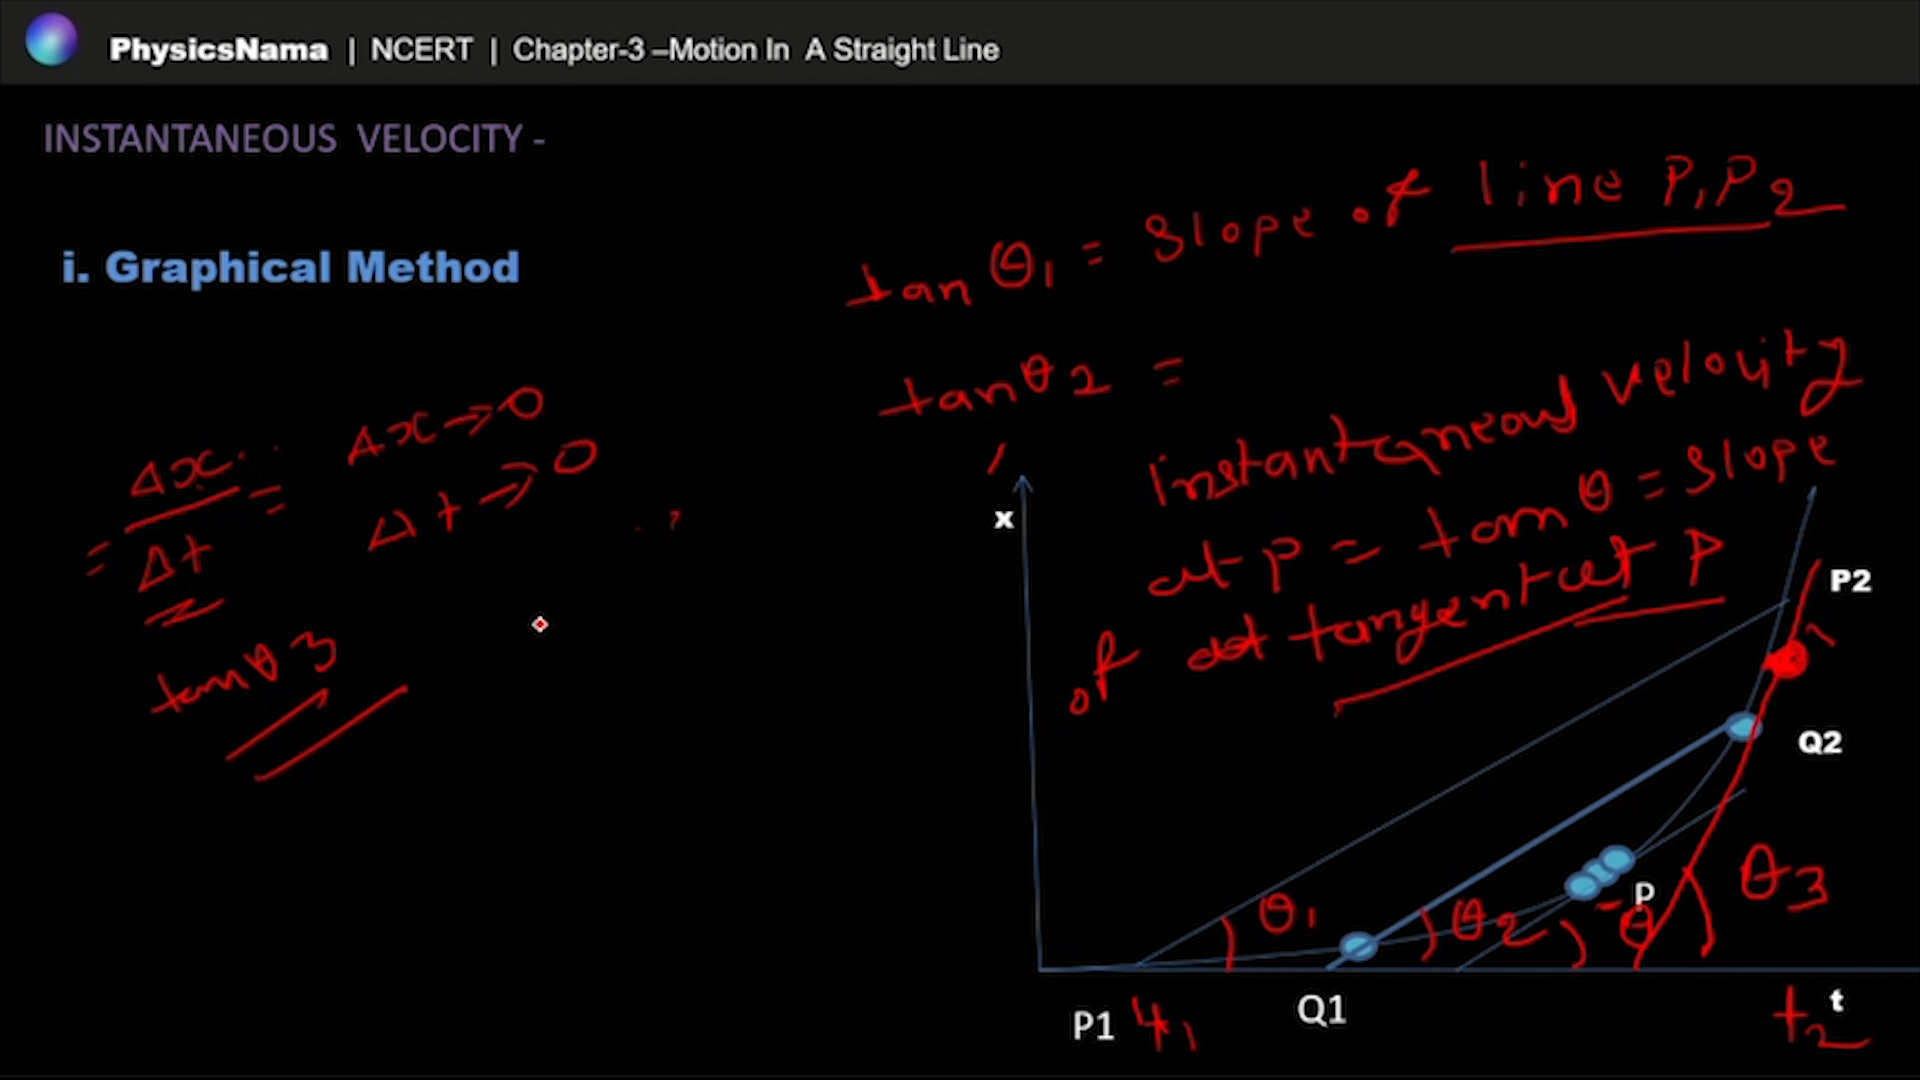 PhysicsNama | NCERT | Chapter-3 –Motion In A Straight Line
INSTANTANEOUS VELOCITY -
i. Graphical Method
tan θ1 = Slope of line P1P2
tan θ2 =
instantaneous velocity
at P = tan θ = Slope
of tangent at P
Δx
= Δt =
Δx → 0
Δt → 0
tan θ3
x
P2
Q2
P
θ1
θ2
θ
θ3
P1
Q1
t
t2